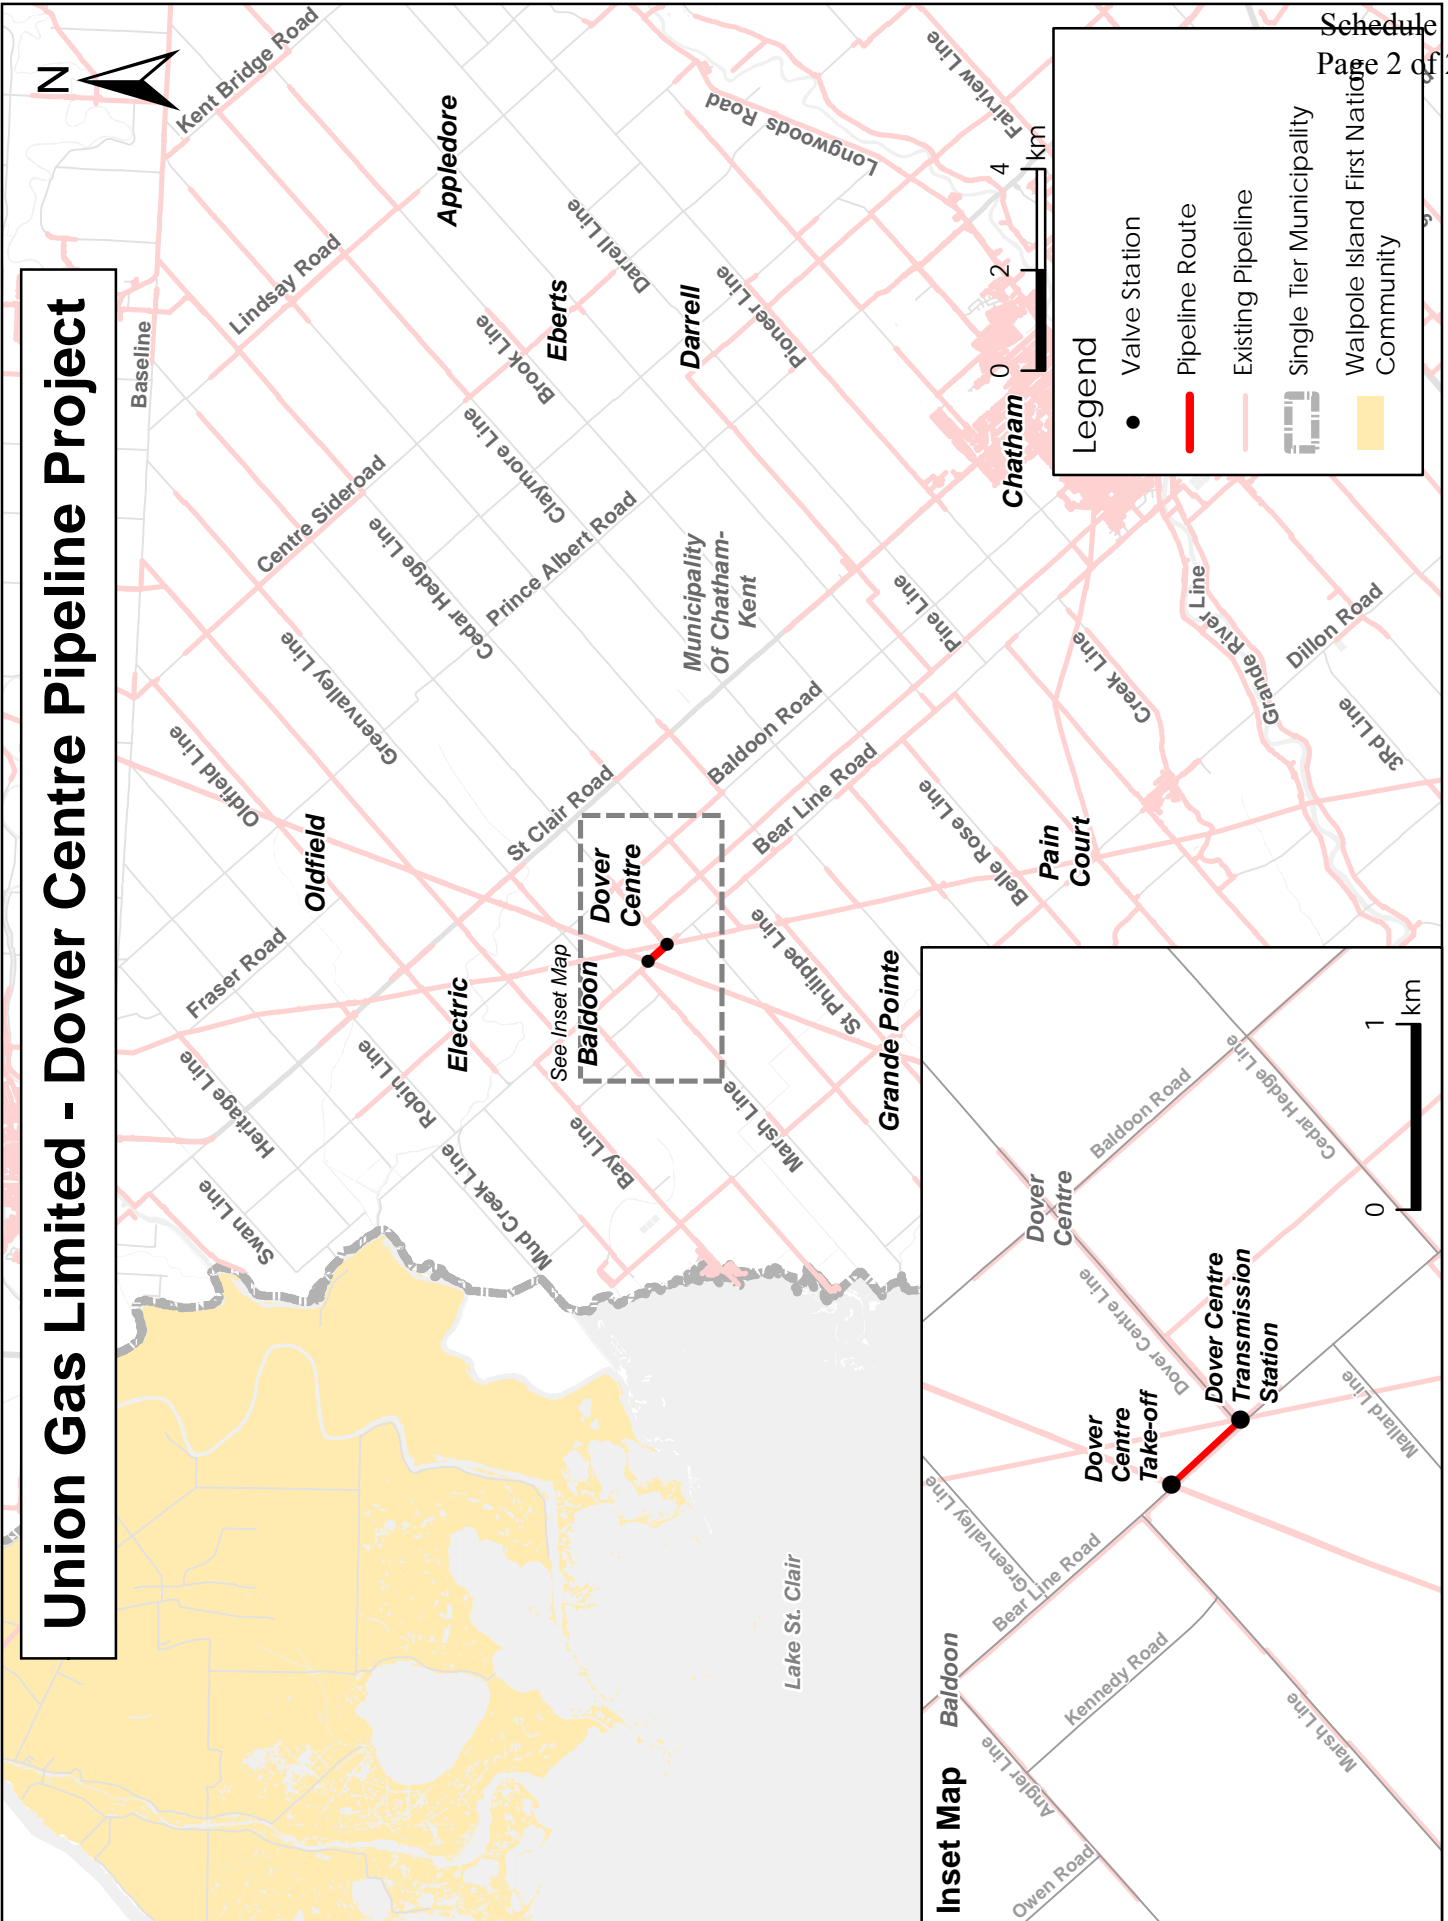 Schedule
Page 2 of 2
Union Gas Limited - Dover Centre Pipeline Project
N
Kent Bridge Road
Baseline
Lindsay Road
Appledore
Longwoods Road
Fairview Line
Darrell Line
Eberts
Brook Line
Darrell
Pioneer Line
Centre Sideroad
Claymore Line
Cedar Hedge Line
Prince Albert Road
Chatham
Municipality
Of Chatham-
Kent
Greenvalley Line
Oldfield Line
Oldfield
St Clair Road
Baldoon Road
Pine Line
Creek Line
Grande River Line
Dillon Road
3Rd Line
Bear Line Road
Belle Rose Line
Pain
Court
Dover
Centre
Baldoon
See Inset Map
St Philippe Line
Grande Pointe
Fraser Road
Electric
Heritage Line
Robin Line
Swan Line
Mud Creek Line
Bay Line
Marsh Line
Lake St. Clair
0
2
4
km
Legend
Valve Station
Pipeline Route
Existing Pipeline
Single Tier Municipality
Walpole Island First Nation
Community
Inset Map
Baldoon
Greenvalley Line
Bear Line Road
Kennedy Road
Angler Line
Owen Road
Marsh Line
Dover
Centre
Take-off
Dover Centre
Transmission
Station
Dover Centre Line
Dover
Centre
Baldoon Road
Cedar Hedge Line
Mallard Line
0
1
km